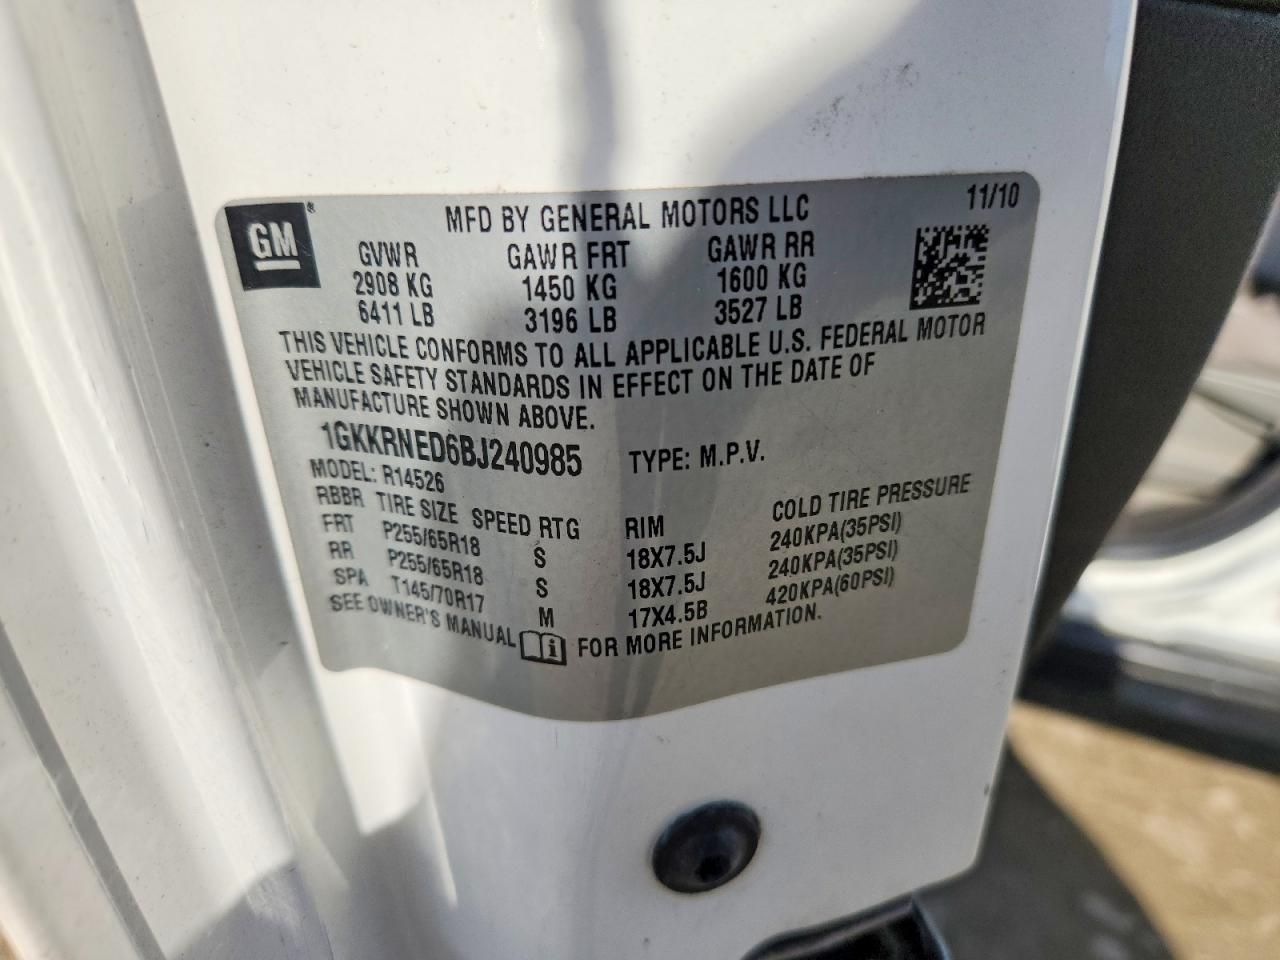 11/10
GM®
MFD BY GENERAL MOTORS LLC
GVWR GAWR FRT GAWR RR
2908 KG 1450 KG 1600 KG
6411 LB 3196 LB 3527 LB
THIS VEHICLE CONFORMS TO ALL APPLICABLE U.S. FEDERAL MOTOR
VEHICLE SAFETY STANDARDS IN EFFECT ON THE DATE OF
MANUFACTURE SHOWN ABOVE.
1GKKRNED6BJ240985 TYPE: M.P.V.
MODEL: R14526
RBBR TIRE SIZE SPEED RTG RIM COLD TIRE PRESSURE
FRT P255/65R18 S 18X7.5J 240KPA(35PSI)
RR P255/65R18 S 18X7.5J 240KPA(35PSI)
SPA T145/70R17 M 17X4.5B 420KPA(60PSI)
SEE OWNER'S MANUAL i FOR MORE INFORMATION.